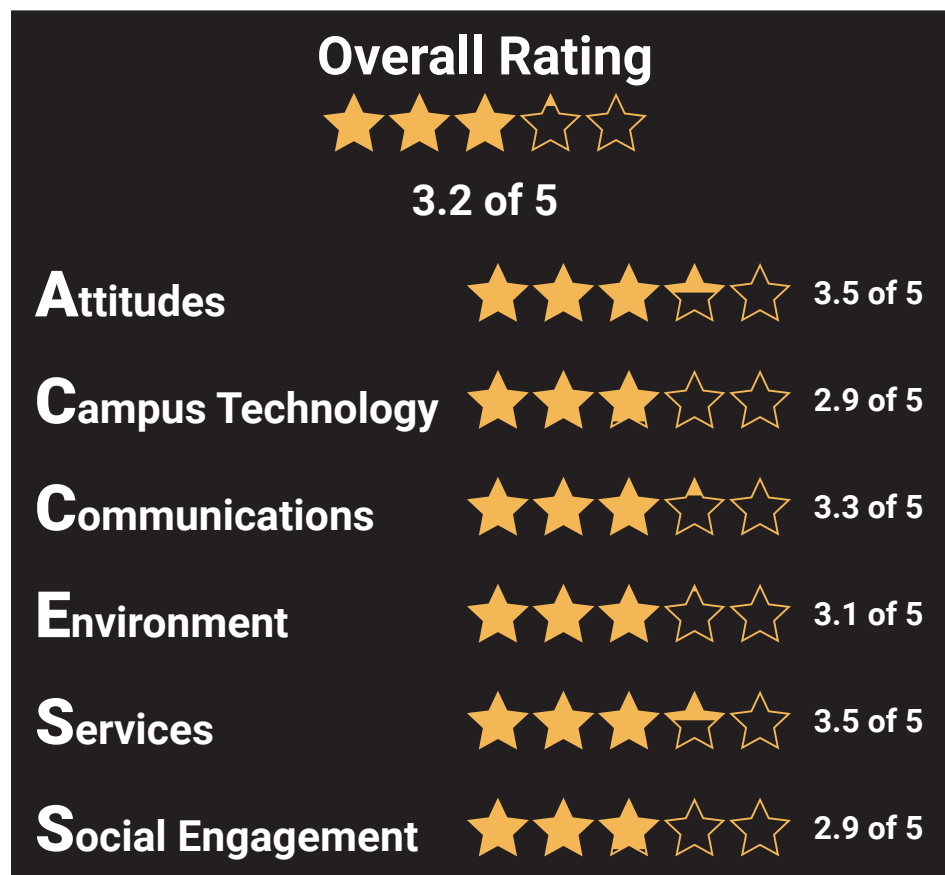 Overall Rating
3.2 of 5
Attitudes 3.5 of 5
Campus Technology 2.9 of 5
Communications 3.3 of 5
Environment 3.1 of 5
Services 3.5 of 5
Social Engagement 2.9 of 5